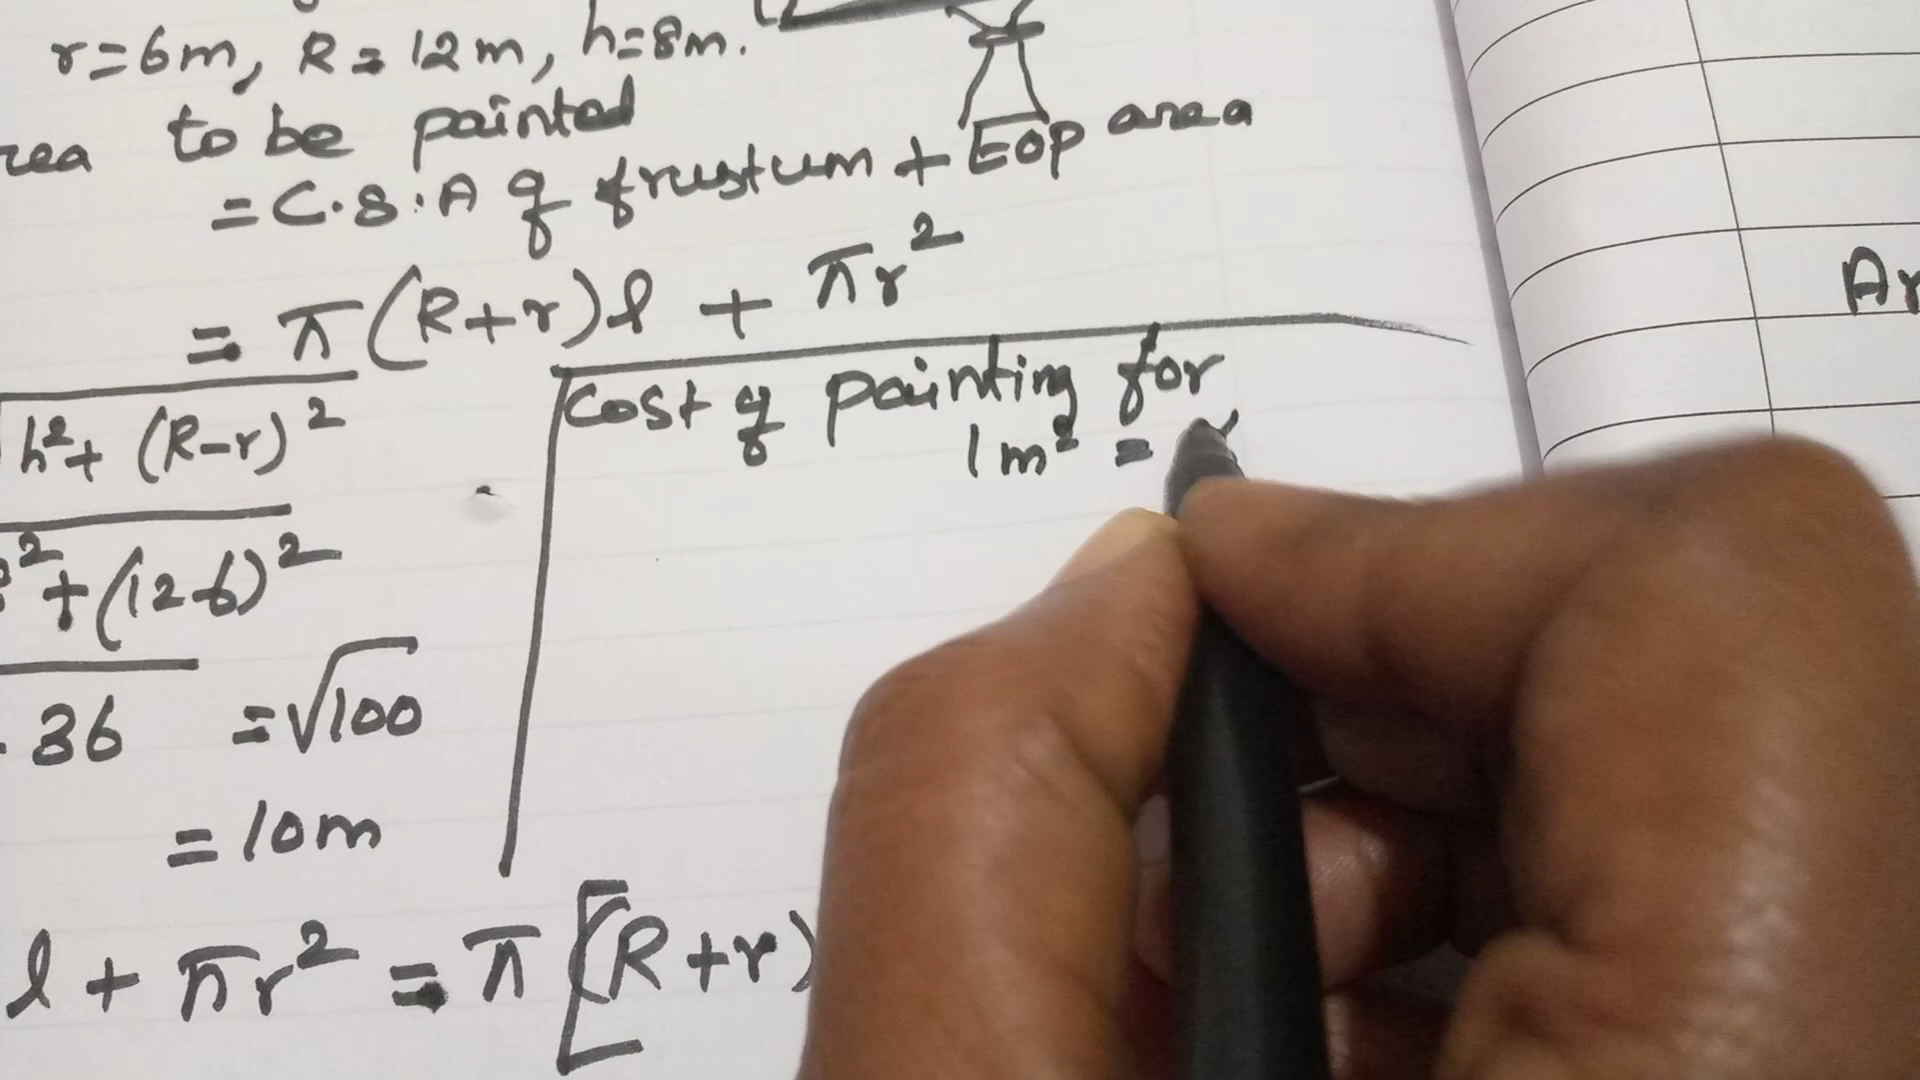 r=6m, R=12m, h=8m.
rea to be painted
=C.S.A of frustum + top area
= π(R+r)l + πr²
h²+(R-r)²
²+(12-6)²
36 =√100
= 10m
cost of painting for
1m² =
l + πr² = π[(R+r)
Ar